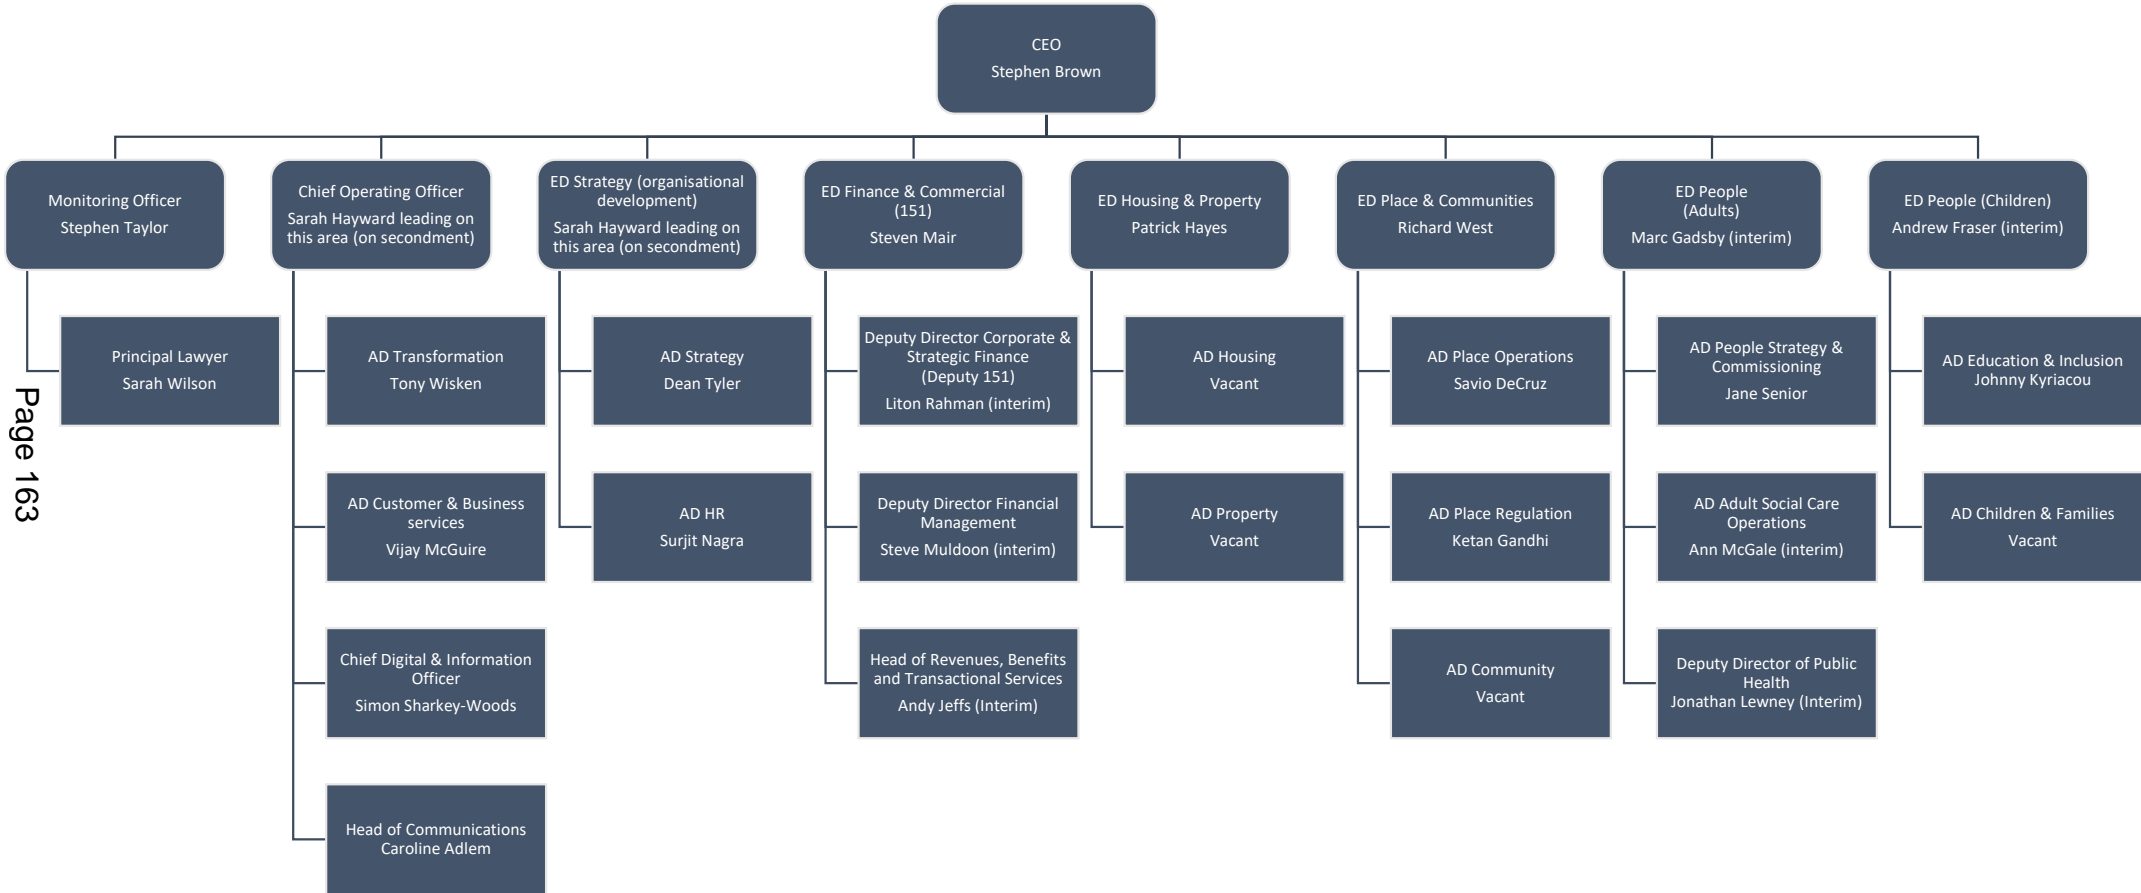 CEO
Stephen Brown
Monitoring Officer
Stephen Taylor
Chief Operating Officer
Sarah Hayward leading on
this area (on secondment)
ED Strategy (organisational
development)
Sarah Hayward leading on
this area (on secondment)
ED Finance & Commercial
(151)
Steven Mair
ED Housing & Property
Patrick Hayes
ED Place & Communities
Richard West
ED People
(Adults)
Marc Gadsby (interim)
ED People (Children)
Andrew Fraser (interim)
Principal Lawyer
Sarah Wilson
AD Transformation
Tony Wisken
AD Strategy
Dean Tyler
Deputy Director Corporate &
Strategic Finance
(Deputy 151)
Liton Rahman (interim)
AD Housing
Vacant
AD Place Operations
Savio DeCruz
AD People Strategy &
Commissioning
Jane Senior
AD Education & Inclusion
Johnny Kyriacou
AD Customer & Business
services
Vijay McGuire
AD HR
Surjit Nagra
Deputy Director Financial
Management
Steve Muldoon (interim)
AD Property
Vacant
AD Place Regulation
Ketan Gandhi
AD Adult Social Care
Operations
Ann McGale (interim)
AD Children & Families
Vacant
Chief Digital & Information
Officer
Simon Sharkey-Woods
Head of Revenues, Benefits
and Transactional Services
Andy Jeffs (Interim)
AD Community
Vacant
Deputy Director of Public
Health
Jonathan Lewney (Interim)
Head of Communications
Caroline Adlem
Page 163